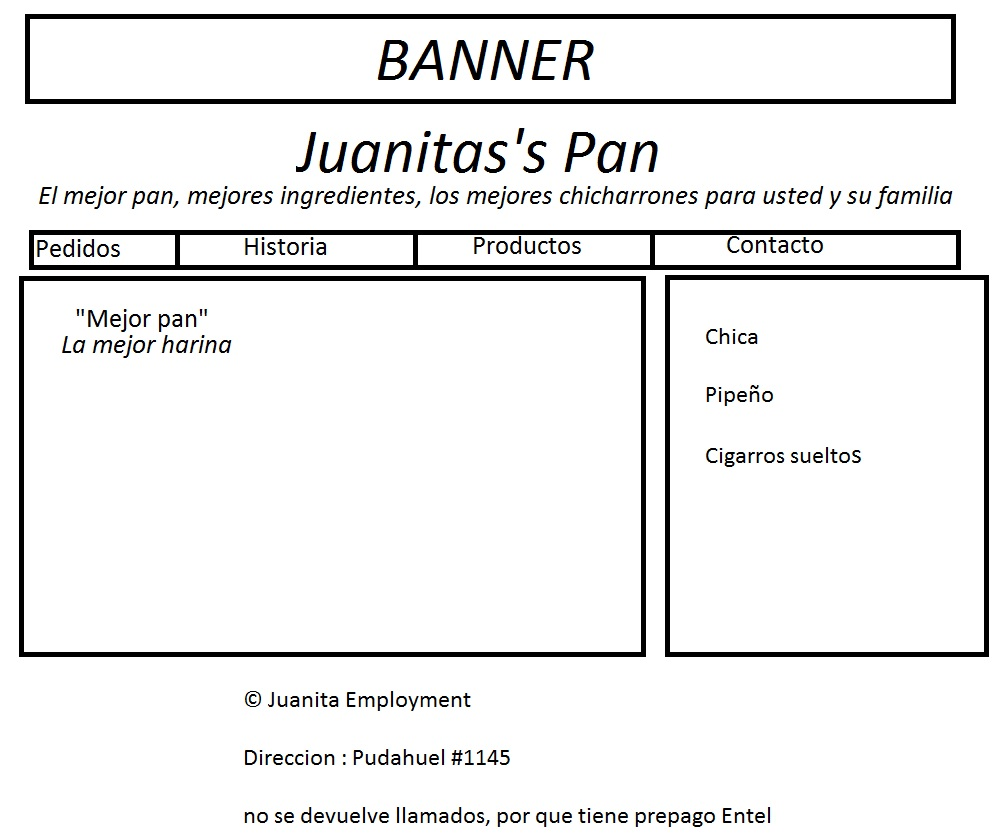 BANNER
Juanitas's Pan
El mejor pan, mejores ingredientes, los mejores chicharrones para usted y su familia
Pedidos Historia Productos Contacto
"Mejor pan"
La mejor harina
Chica
Pipeño
Cigarros sueltos
© Juanita Employment
Direccion : Pudahuel #1145
no se devuelve llamados, por que tiene prepago Entel